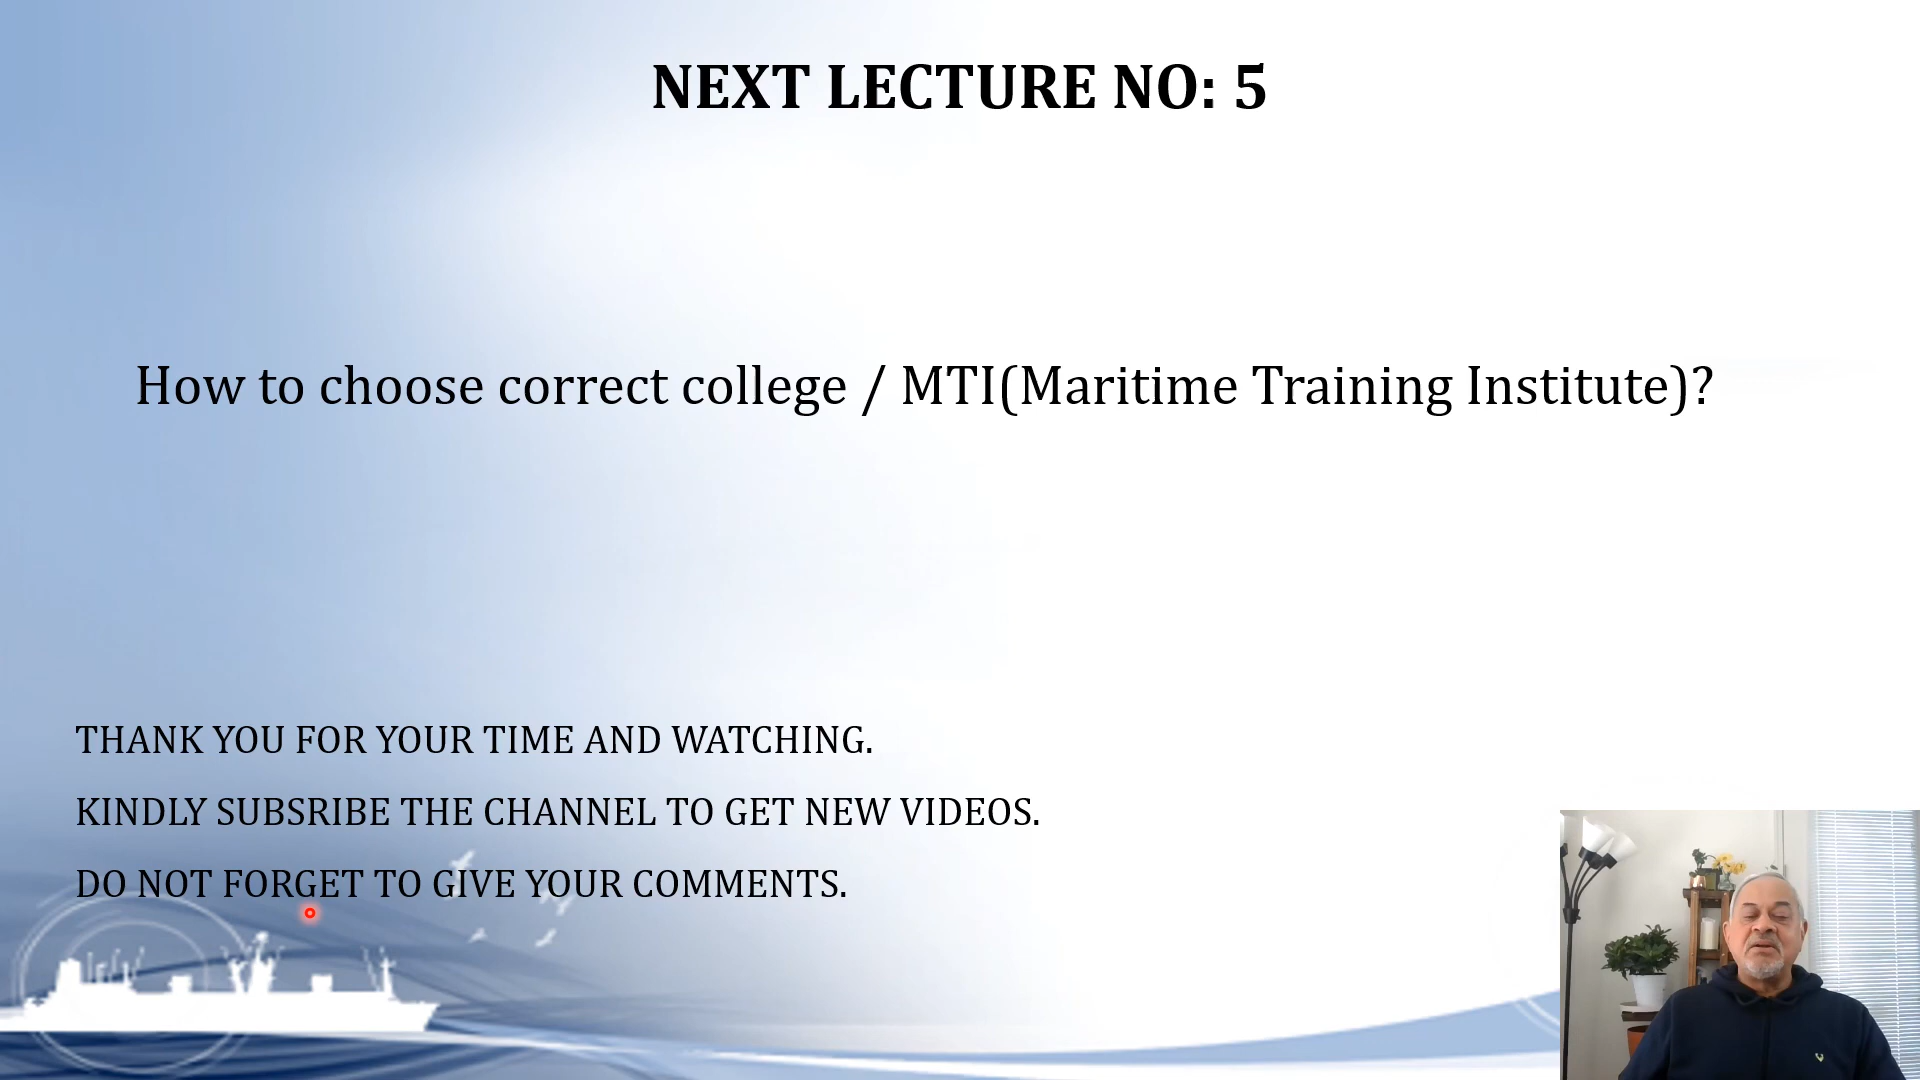 NEXT LECTURE NO: 5
How to choose correct college / MTI(Maritime Training Institute)?
THANK YOU FOR YOUR TIME AND WATCHING.
KINDLY SUBSRIBE THE CHANNEL TO GET NEW VIDEOS.
DO NOT FORGET TO GIVE YOUR COMMENTS.